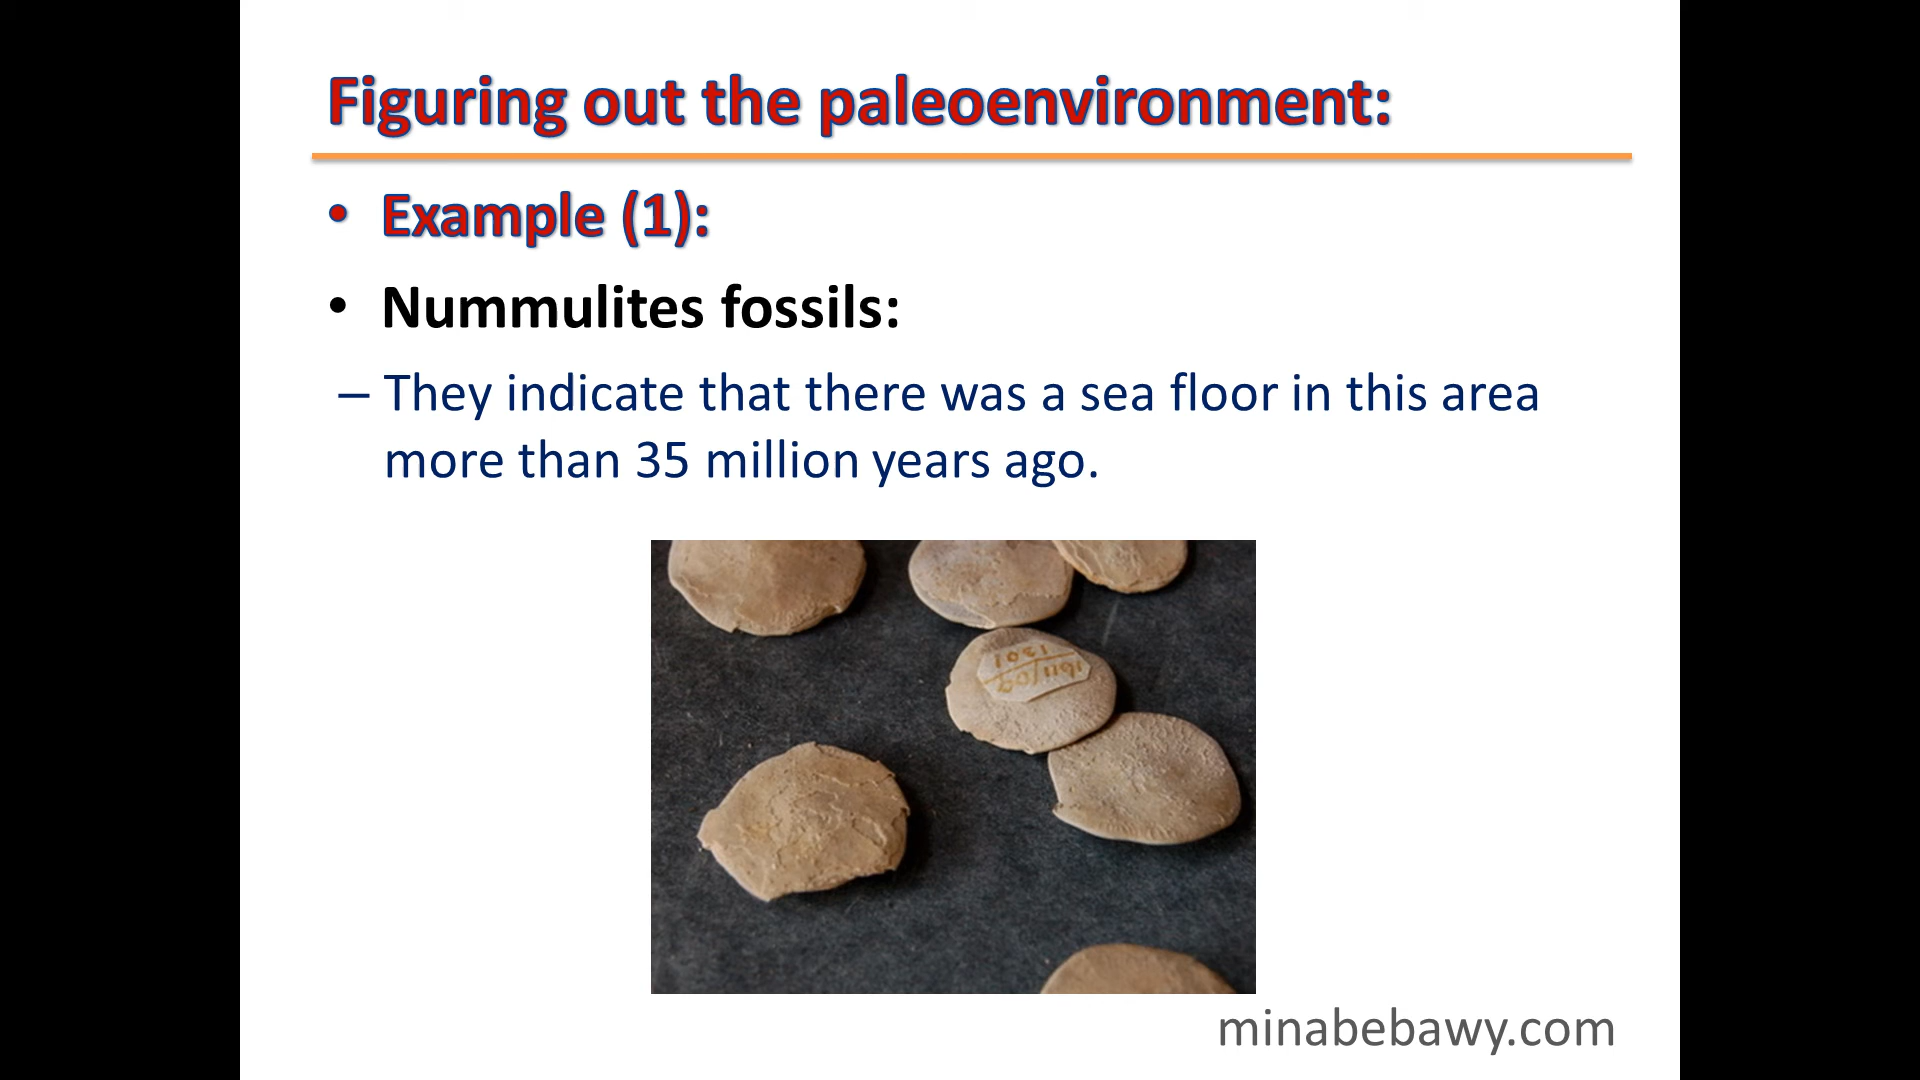 Figuring out the paleoenvironment:
• Example (1):
• Nummulites fossils:
– They indicate that there was a sea floor in this area
more than 35 million years ago.
minabebawy.com